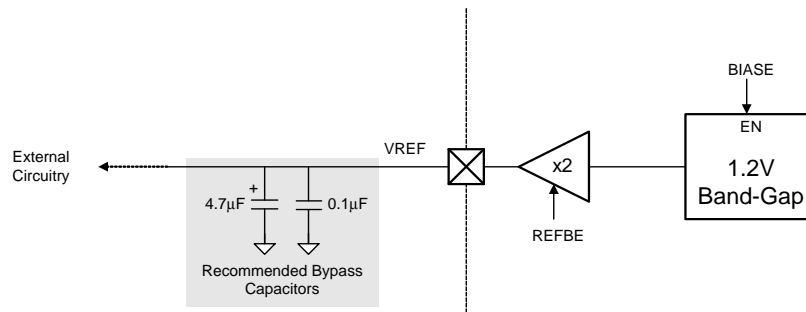 BIASE
EN
1.2V
Band-Gap
x2
REFBE
VREF
External
Circuitry
+
4.7μF
0.1μF
Recommended Bypass
Capacitors